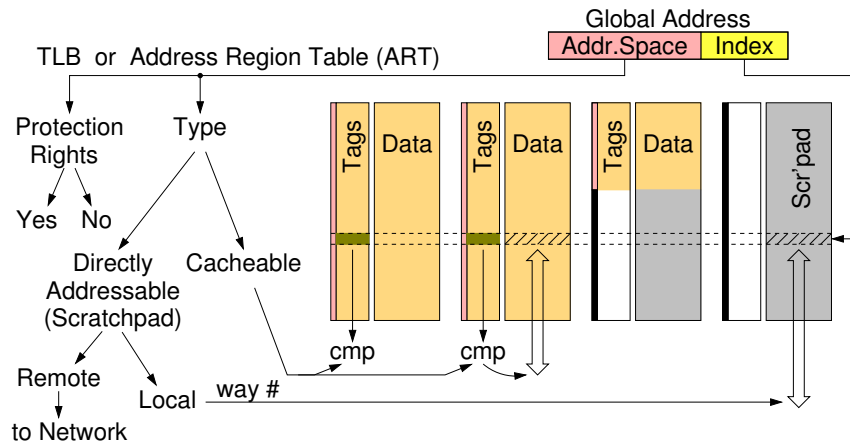 Global Address
Addr.Space Index
TLB or Address Region Table (ART)
Protection
Rights
Type
Yes No
Directly
Addressable
(Scratchpad)
Cacheable
Remote
Local
to Network
way #
Tags Data
Tags Data
Tags Data
Scr'pad
cmp
cmp